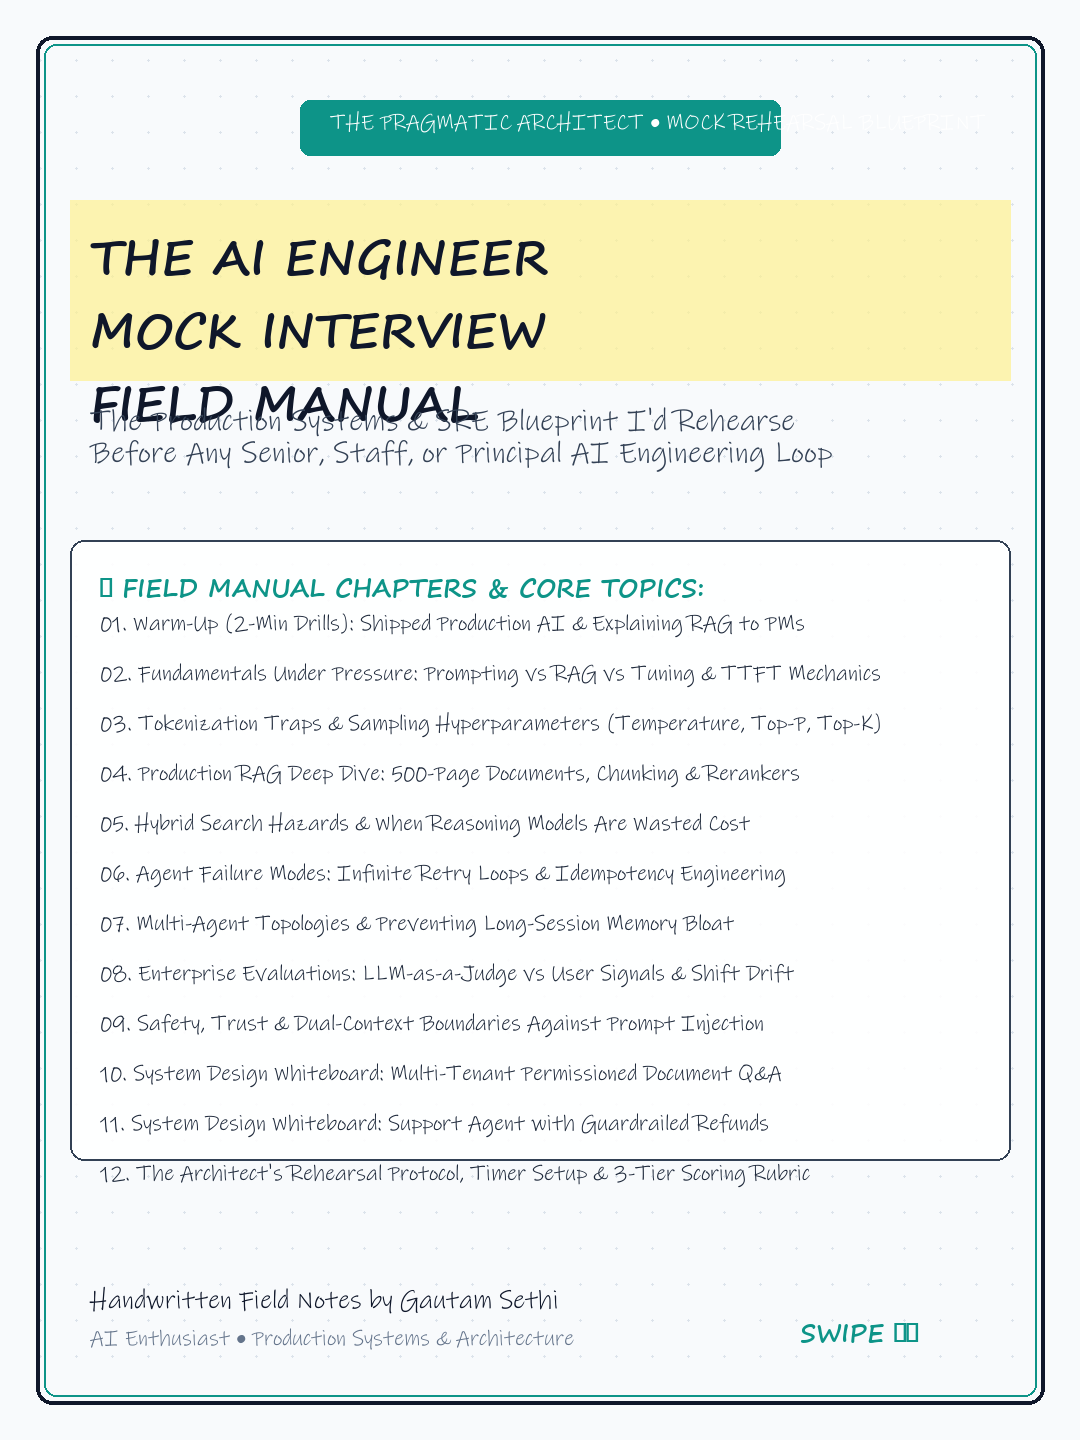 THE PRAGMATIC ARCHITECT • MOCK REHEARSAL BLUEPRINT
THE AI ENGINEER
MOCK INTERVIEW
FIELD MANUAL
The Production Systems & SRE Blueprint I'd Rehearse
Before Any Senior, Staff, or Principal AI Engineering Loop
FIELD MANUAL CHAPTERS & CORE TOPICS:
01. Warm-Up (2-Min Drills): Shipped Production AI & Explaining RAG to PMs
02. Fundamentals Under Pressure: Prompting vs RAG vs Tuning & TTFT Mechanics
03. Tokenization Traps & Sampling Hyperparameters (Temperature, Top-P, Top-K)
04. Production RAG Deep Dive: 500-Page Documents, Chunking & Rerankers
05. Hybrid Search Hazards & When Reasoning Models Are Wasted Cost
06. Agent Failure Modes: Infinite Retry Loops & Idempotency Engineering
07. Multi-Agent Topologies & Preventing Long-Session Memory Bloat
08. Enterprise Evaluations: LLM-as-a-Judge vs User Signals & Shift Drift
09. Safety, Trust & Dual-Context Boundaries Against Prompt Injection
10. System Design Whiteboard: Multi-Tenant Permissioned Document Q&A
11. System Design Whiteboard: Support Agent with Guardrailed Refunds
12. The Architect's Rehearsal Protocol, Timer Setup & 3-Tier Scoring Rubric
Handwritten Field Notes by Gautam Sethi
AI Enthusiast • Production Systems & Architecture
SWIPE